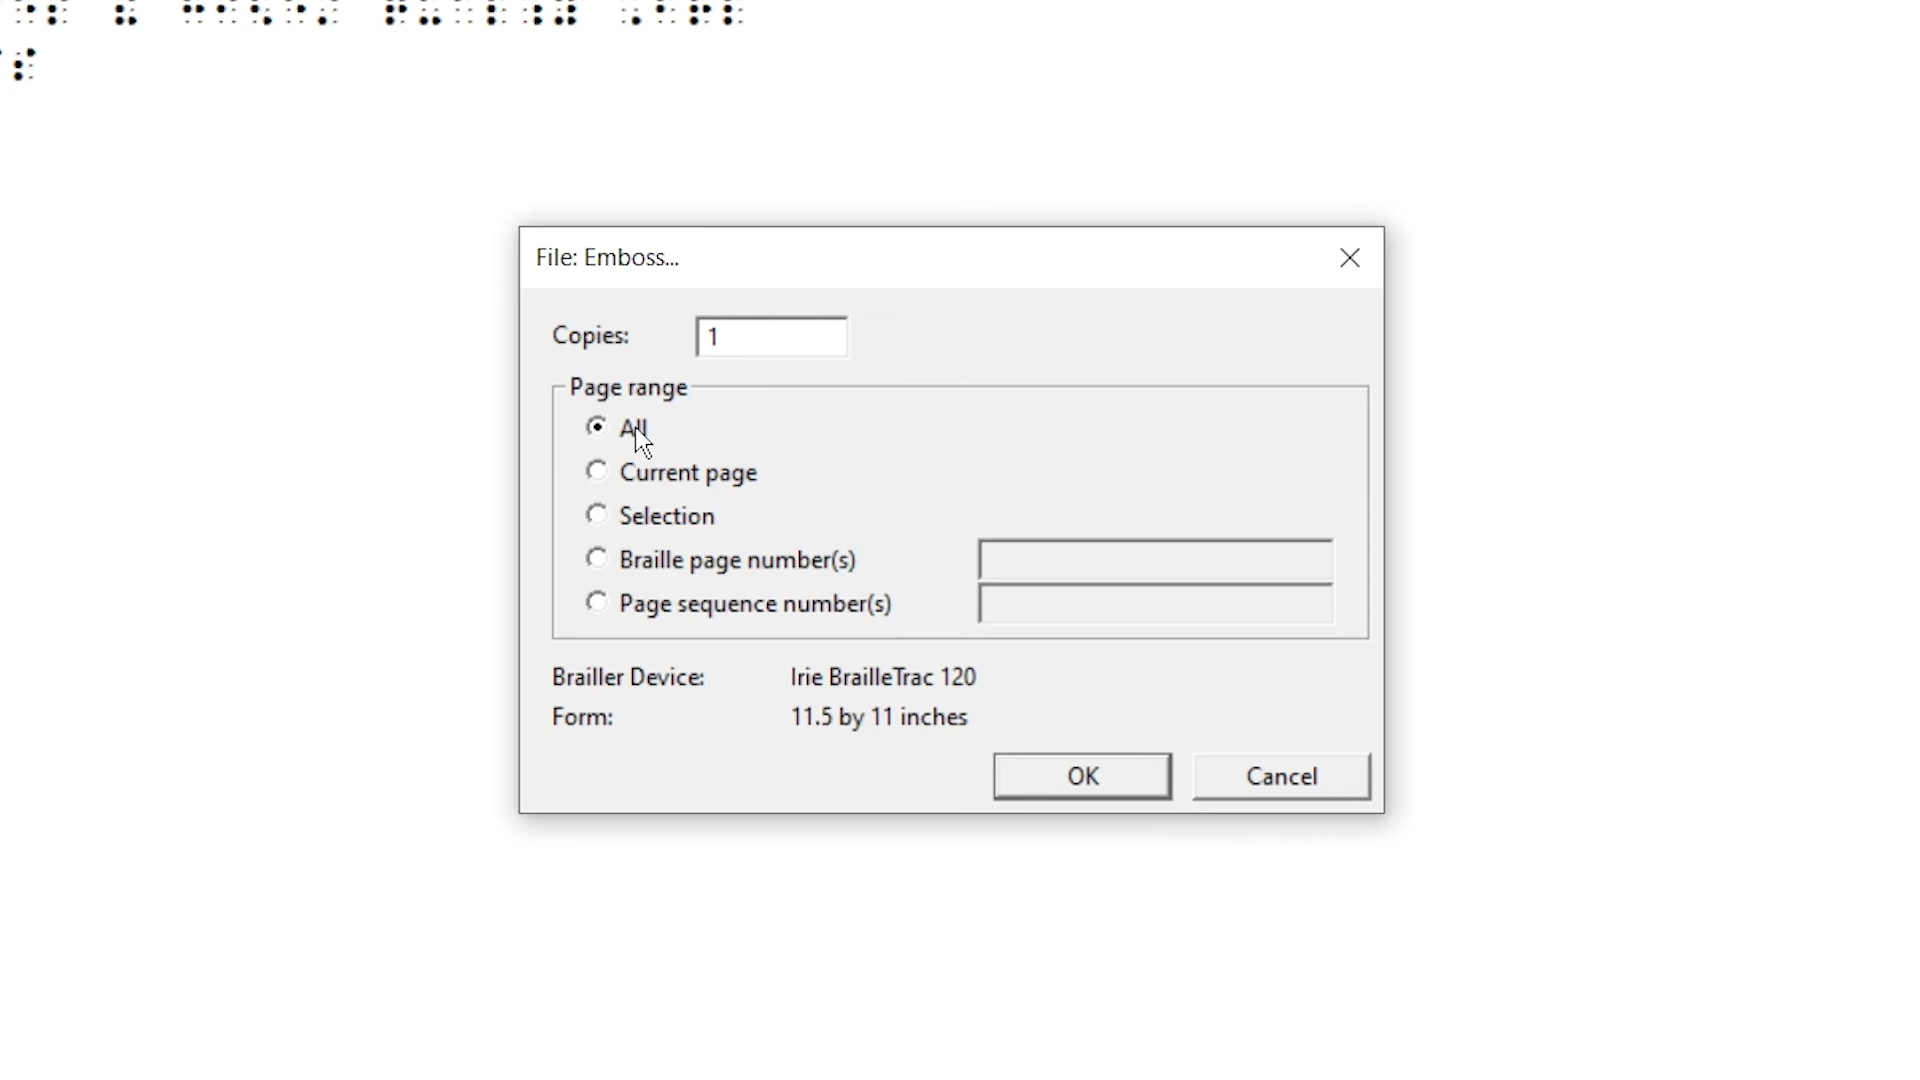 File: Emboss...
Copies: 1
Page range
All
Current page
Selection
Braille page number(s)
Page sequence number(s)
Brailler Device: Irie BrailleTrac 120
Form: 11.5 by 11 inches
OK Cancel